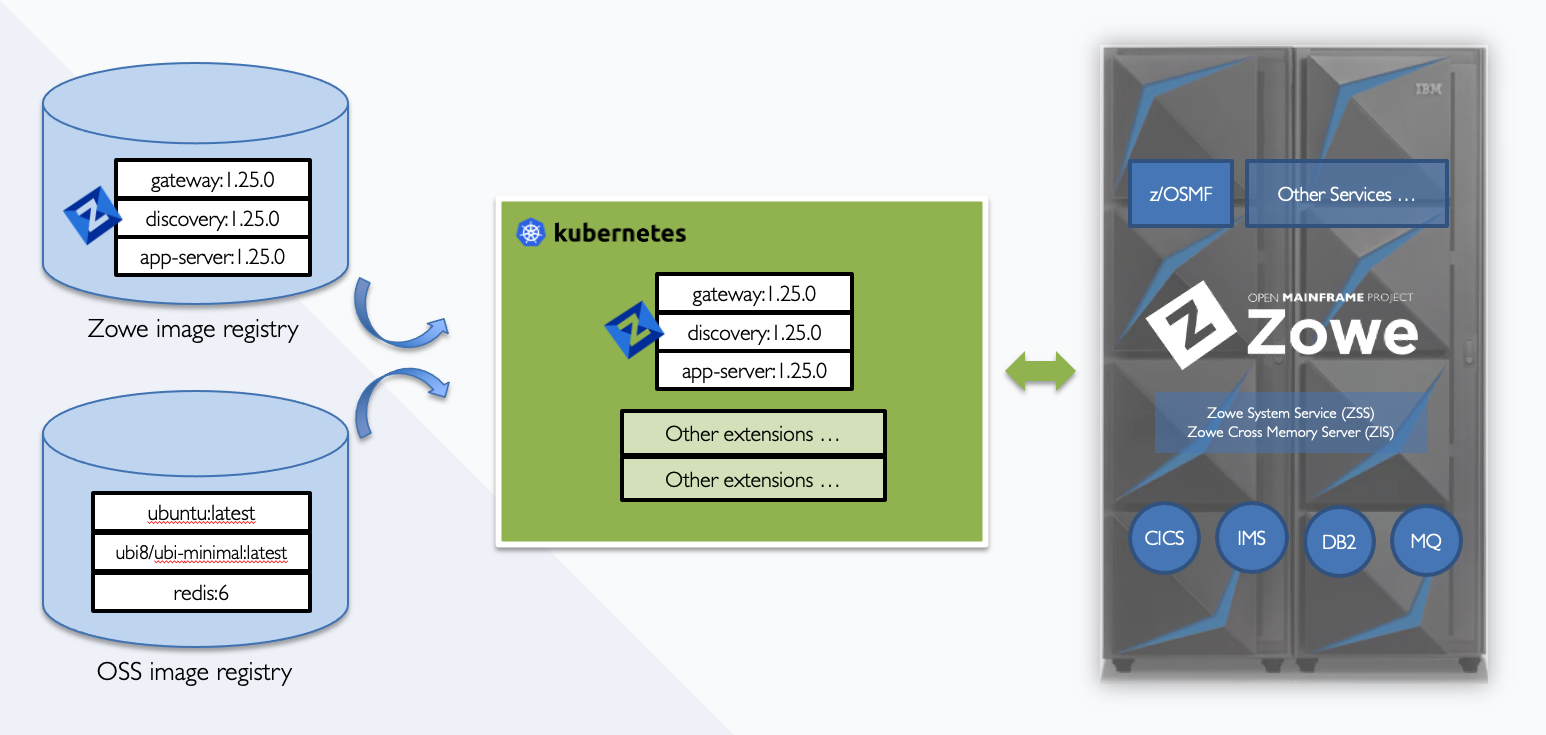 gateway:1.25.0
discovery:1.25.0
app-server:1.25.0
Zowe image registry
ubuntu:latest
ubi8/ubi-minimal:latest
redis:6
OSS image registry
kubernetes
gateway:1.25.0
discovery:1.25.0
app-server:1.25.0
Other extensions …
Other extensions …
IBM
z/OSMF
Other Services …
OPEN MAINFRAME PROJECT
Zowe
Zowe System Service (ZSS)
Zowe Cross Memory Server (ZIS)
CICS
IMS
DB2
MQ